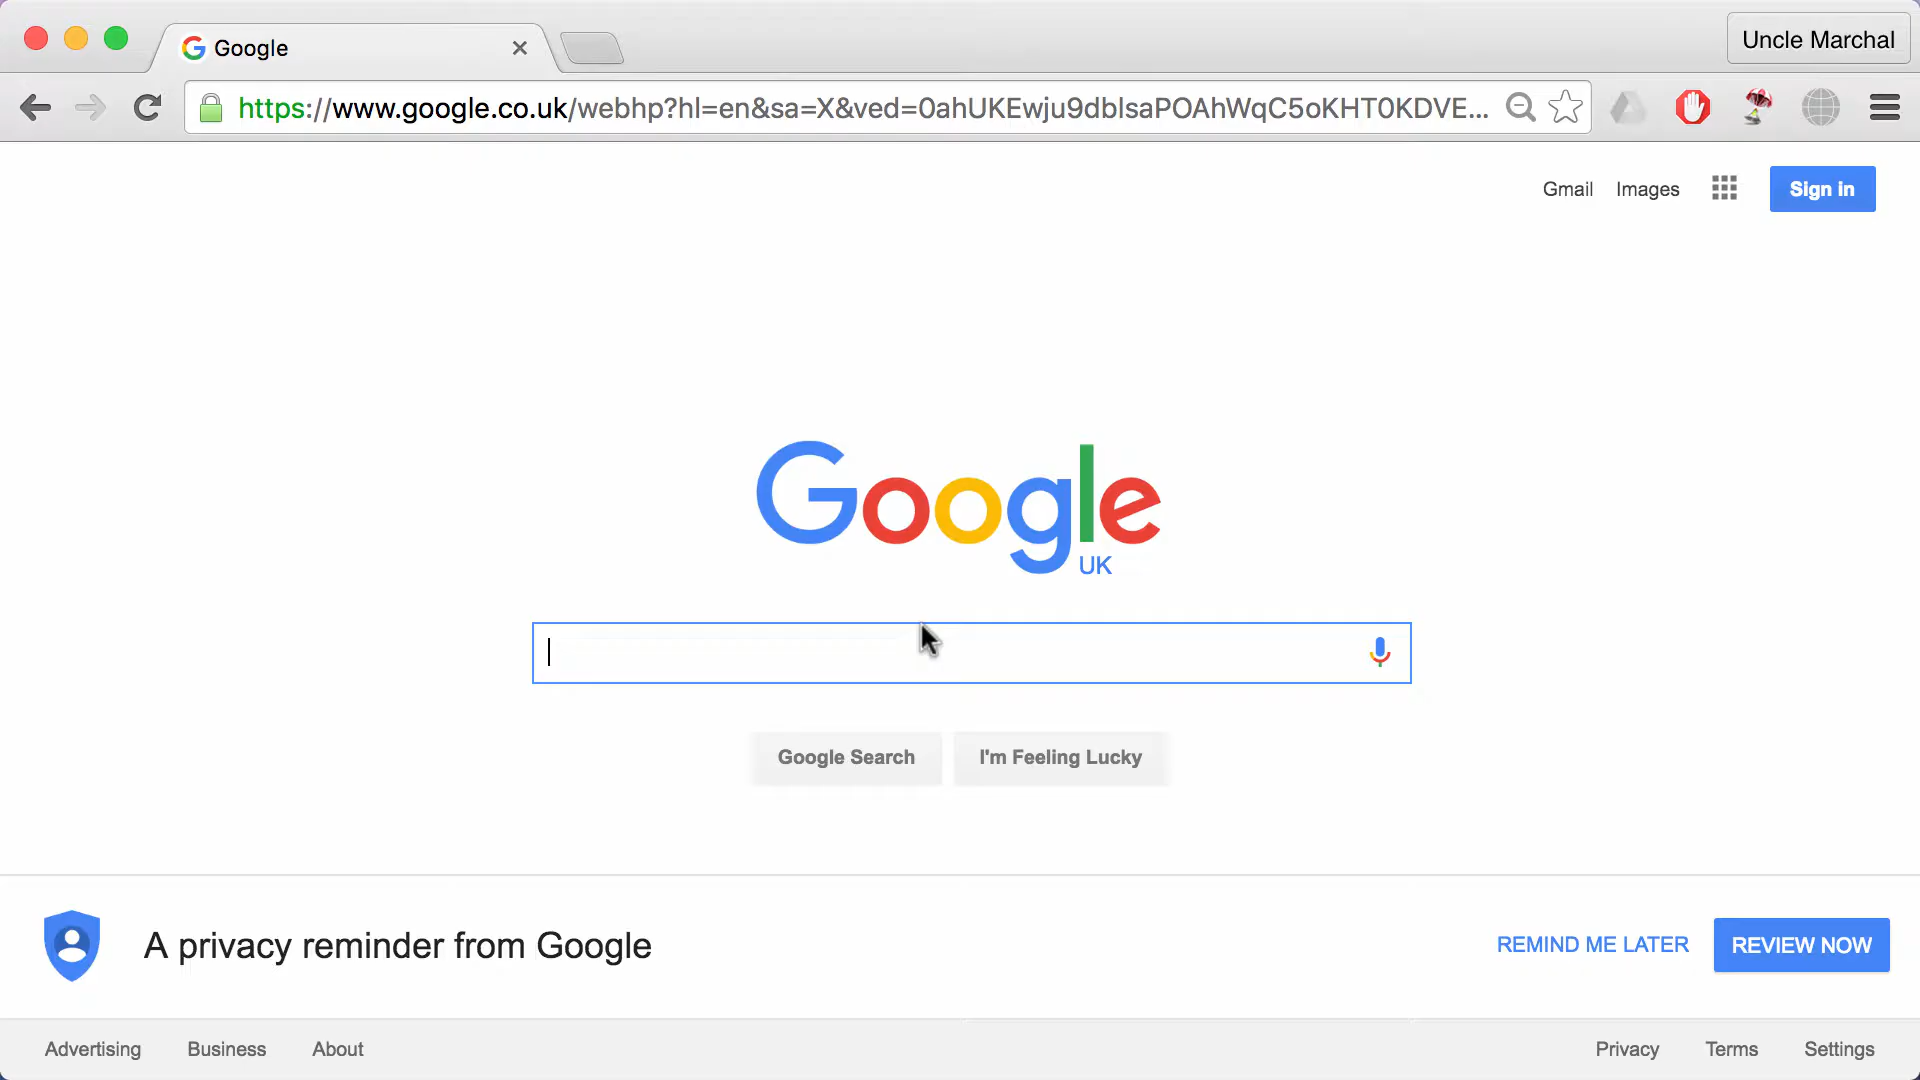 Google
Uncle Marchal
https://www.google.co.uk/webhp?hl=en&sa=X&ved=0ahUKEwju9dblsaPOAhWqC5oKHT0KDVE...
Gmail Images Sign in
Google
UK
Google Search I'm Feeling Lucky
A privacy reminder from Google REMIND ME LATER REVIEW NOW
Advertising Business About Privacy Terms Settings